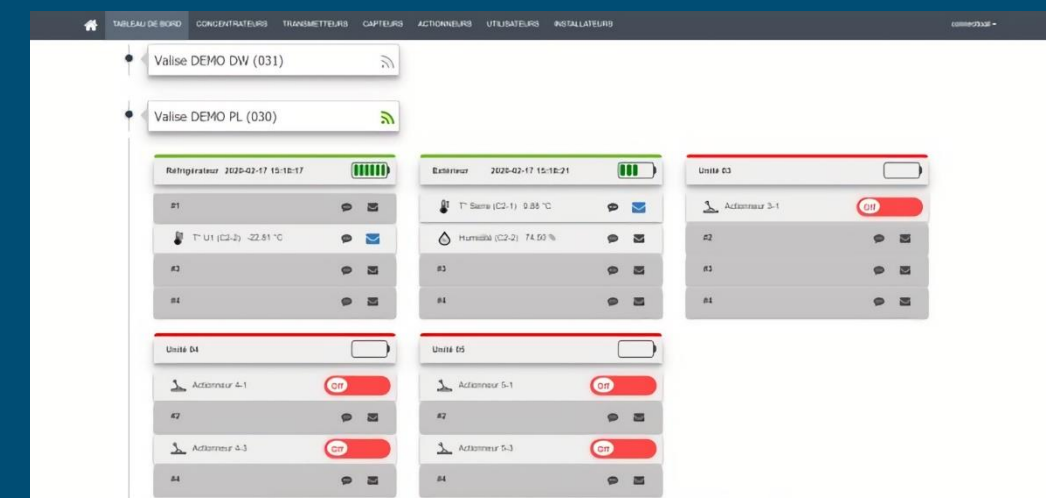 TABLEAU DE BORD CONCENTRATEURS TRANSMETTEURS CAPTEURS ACTIONNEURS UTILISATEURS INSTALLATEURS
Valise DEMO DW (031)
Valise DEMO PL (030)
Réfrigérateur 2020-02-17 15:18:17
Extérieur 2020-02-17 15:18:21
Unité 03
#1
T° Serre (C2-1) 9.88 °C
Actionneur 3-1 Off
T° U1 (C2-2) -22.81 °C
Humidité (C2-2) 74.50 %
#2
#3
#3
#3
#4
#4
#4
Unité 04
Unité 05
Actionneur 4-1 Off
Actionneur 5-1 Off
#2
#2
Actionneur 4-3 Off
Actionneur 5-3 Off
#4
#4